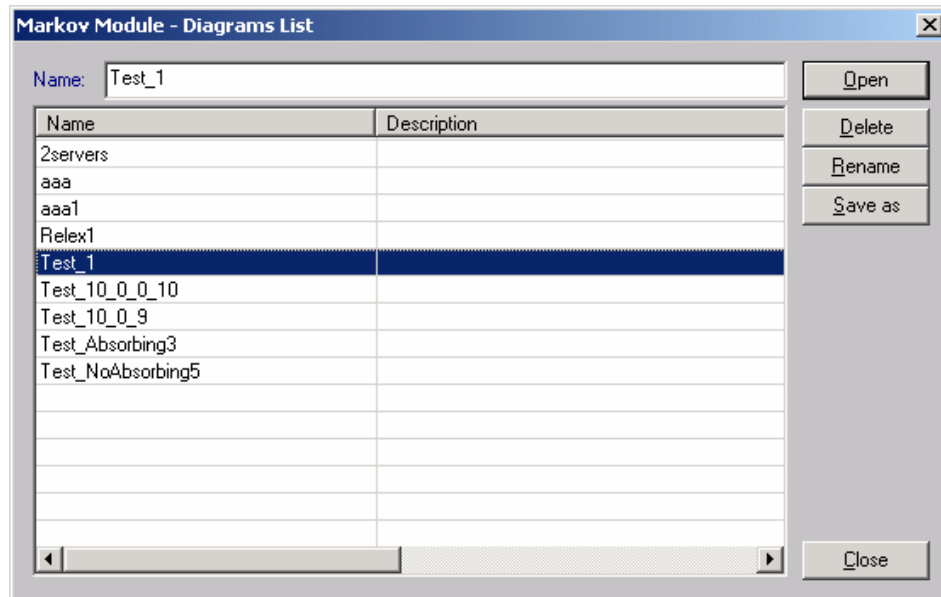 Markov Module - Diagrams List
Name: Test_1
Open
Name Description
Delete
2servers
Rename
aaa
aaa1
Save as
Relex1
Test_1
Test_10_0_0_10
Test_10_0_9
Test_Absorbing3
Test_NoAbsorbing5
Close